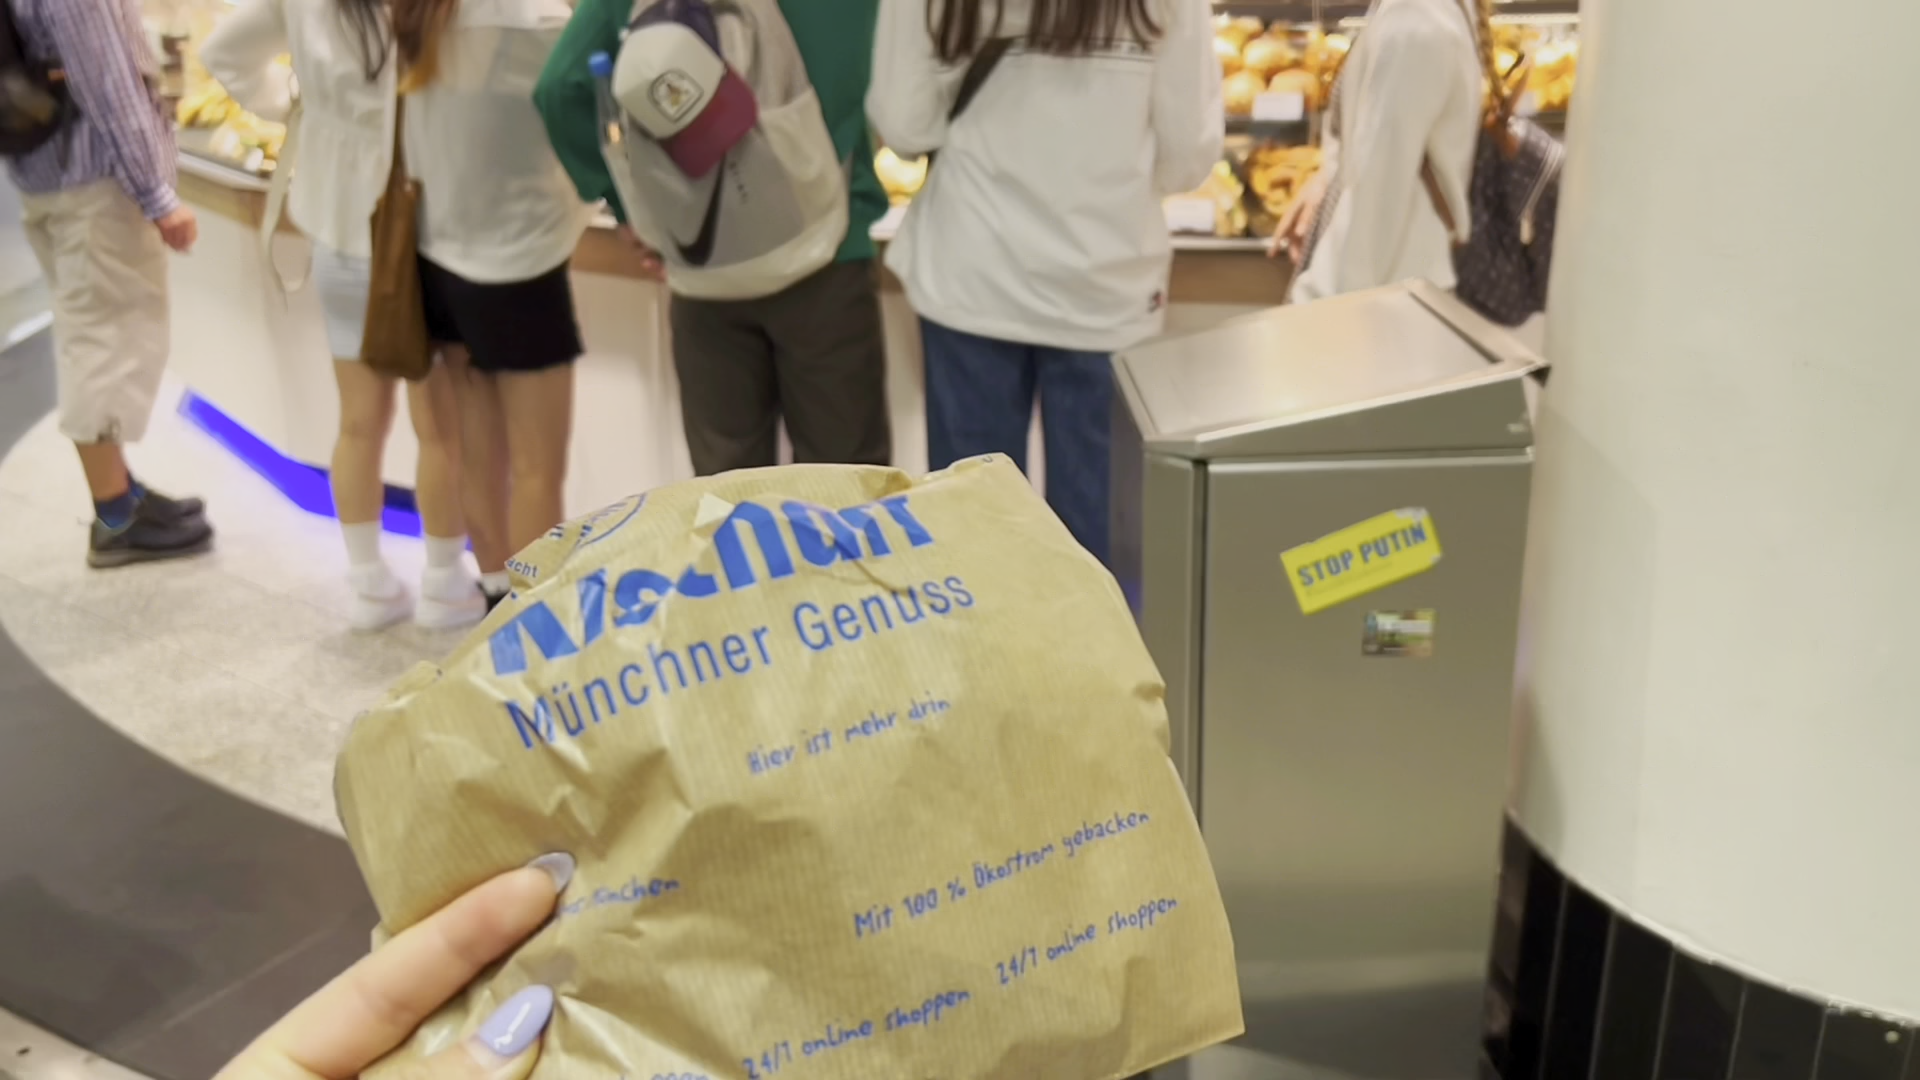 Münchner Genuss
Hier ist mehr drin
München
Mit 100 % Ökostrom gebacken
24/7 online shoppen
24/7 online shoppen
STOP PUTIN